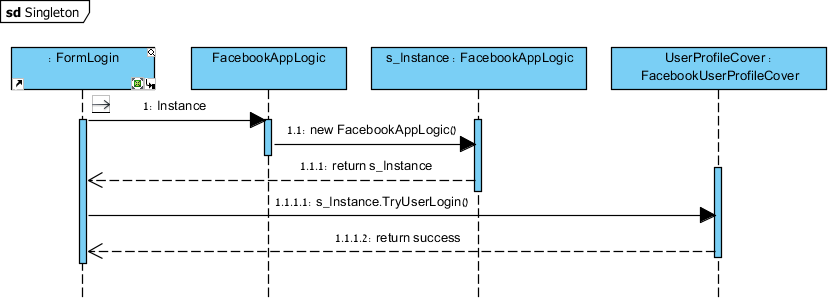 sd Singleton
: FormLogin
FacebookAppLogic
s_Instance : FacebookAppLogic
UserProfileCover :
FacebookUserProfileCover
1: Instance
1.1: new FacebookAppLogic()
1.1.1: return s_Instance
1.1.1.1: s_Instance.TryUserLogin()
1.1.1.2: return success